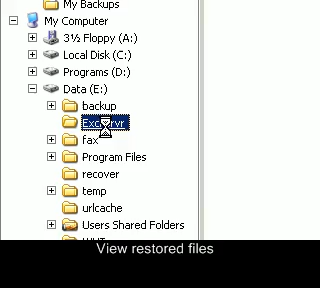 My Backups
My Computer
3½ Floppy (A:)
Local Disk (C:)
Programs (D:)
Data (E:)
backup
fax
Program Files
recover
temp
urlcache
Users Shared Folders
View restored files